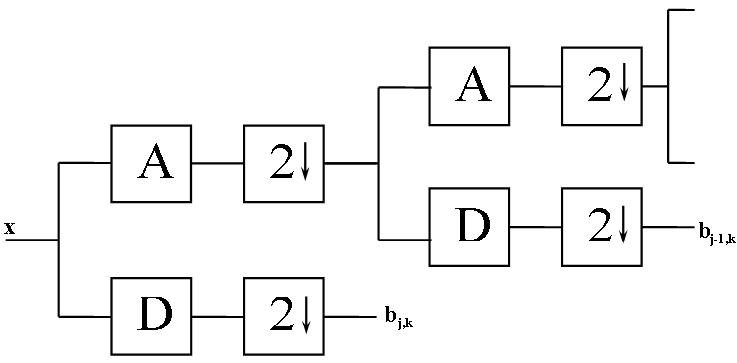 A 2↓
A 2↓
x
D 2↓
b_{j-1,k}
D 2↓
b_{j,k}